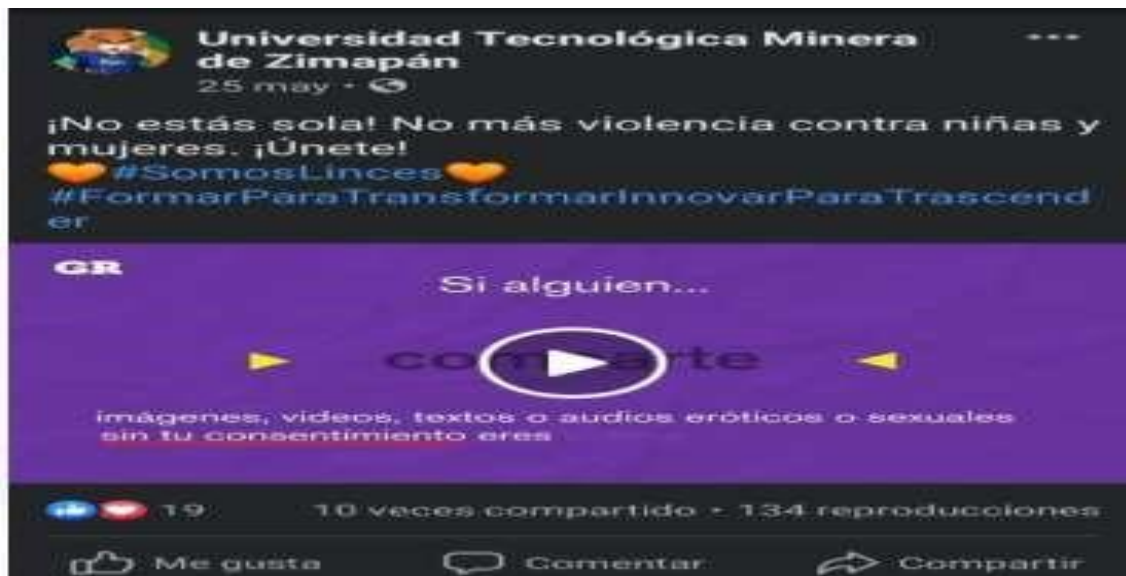 Universidad Tecnológica Minera
de Zimapán
25 may ·
¡No estás sola! No más violencia contra niñas y
mujeres. ¡Únete!
🧡#SomosLinces🧡
#FormarParaTransformarInnovarParaTrascend
er
GR
Si alguien...
comparte
imágenes, videos, textos o audios eróticos o sexuales
sin tu consentimiento eres
19
10 veces compartido · 134 reproducciones
Me gusta
Comentar
Compartir